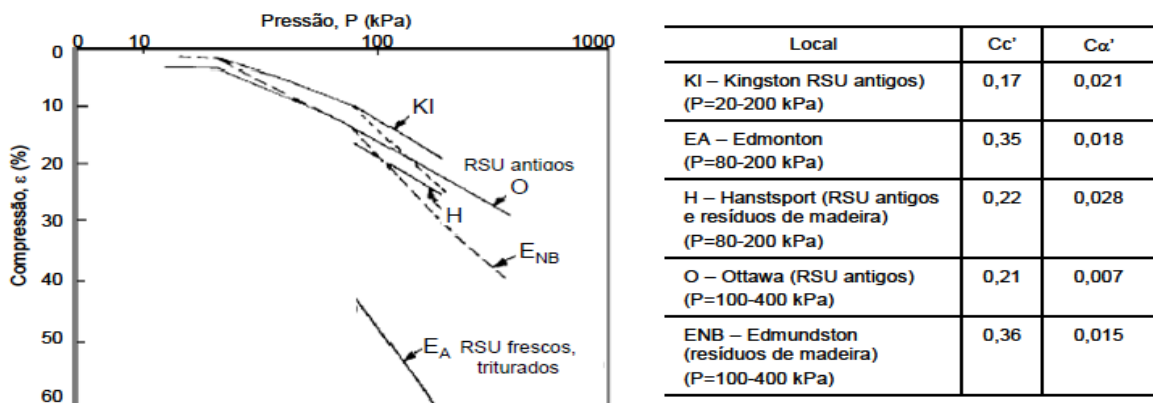 Pressão, P (kPa)
0 10 100 1000
Compressão, ε (%)
0
10
20
30
40
50
60
KI
RSU antigos
O
H
E_NB
E_A RSU frescos,
triturados
Local Cc' Cα'
KI – Kingston RSU antigos) 0,17 0,021
(P=20-200 kPa)
EA – Edmonton 0,35 0,018
(P=80-200 kPa)
H – Hanstsport (RSU antigos 0,22 0,028
e resíduos de madeira)
(P=80-200 kPa)
O – Ottawa (RSU antigos) 0,21 0,007
(P=100-400 kPa)
ENB – Edmundston 0,36 0,015
(resíduos de madeira)
(P=100-400 kPa)